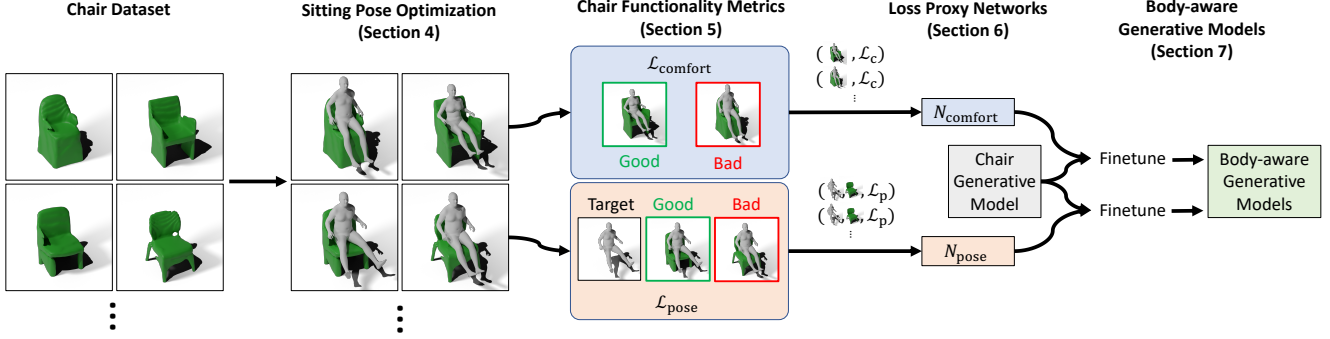 Chair Dataset
Sitting Pose Optimization
(Section 4)
Chair Functionality Metrics
(Section 5)
Loss Proxy Networks
(Section 6)
Body-aware
Generative Models
(Section 7)
ℒcomfort
Good
Bad
Target
Good
Bad
ℒpose
( , ℒc)
( , ℒc)
⋮
( , , ℒp)
( , , ℒp)
⋮
Ncomfort
Chair
Generative
Model
Npose
Finetune
Finetune
Body-aware
Generative
Models